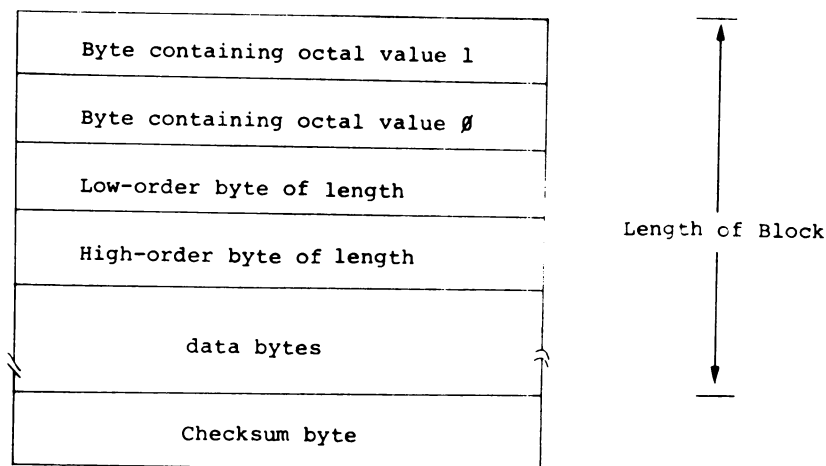 Byte containing octal value 1
Byte containing octal value Ø
Low-order byte of length
High-order byte of length
Length of Block
data bytes
Checksum byte